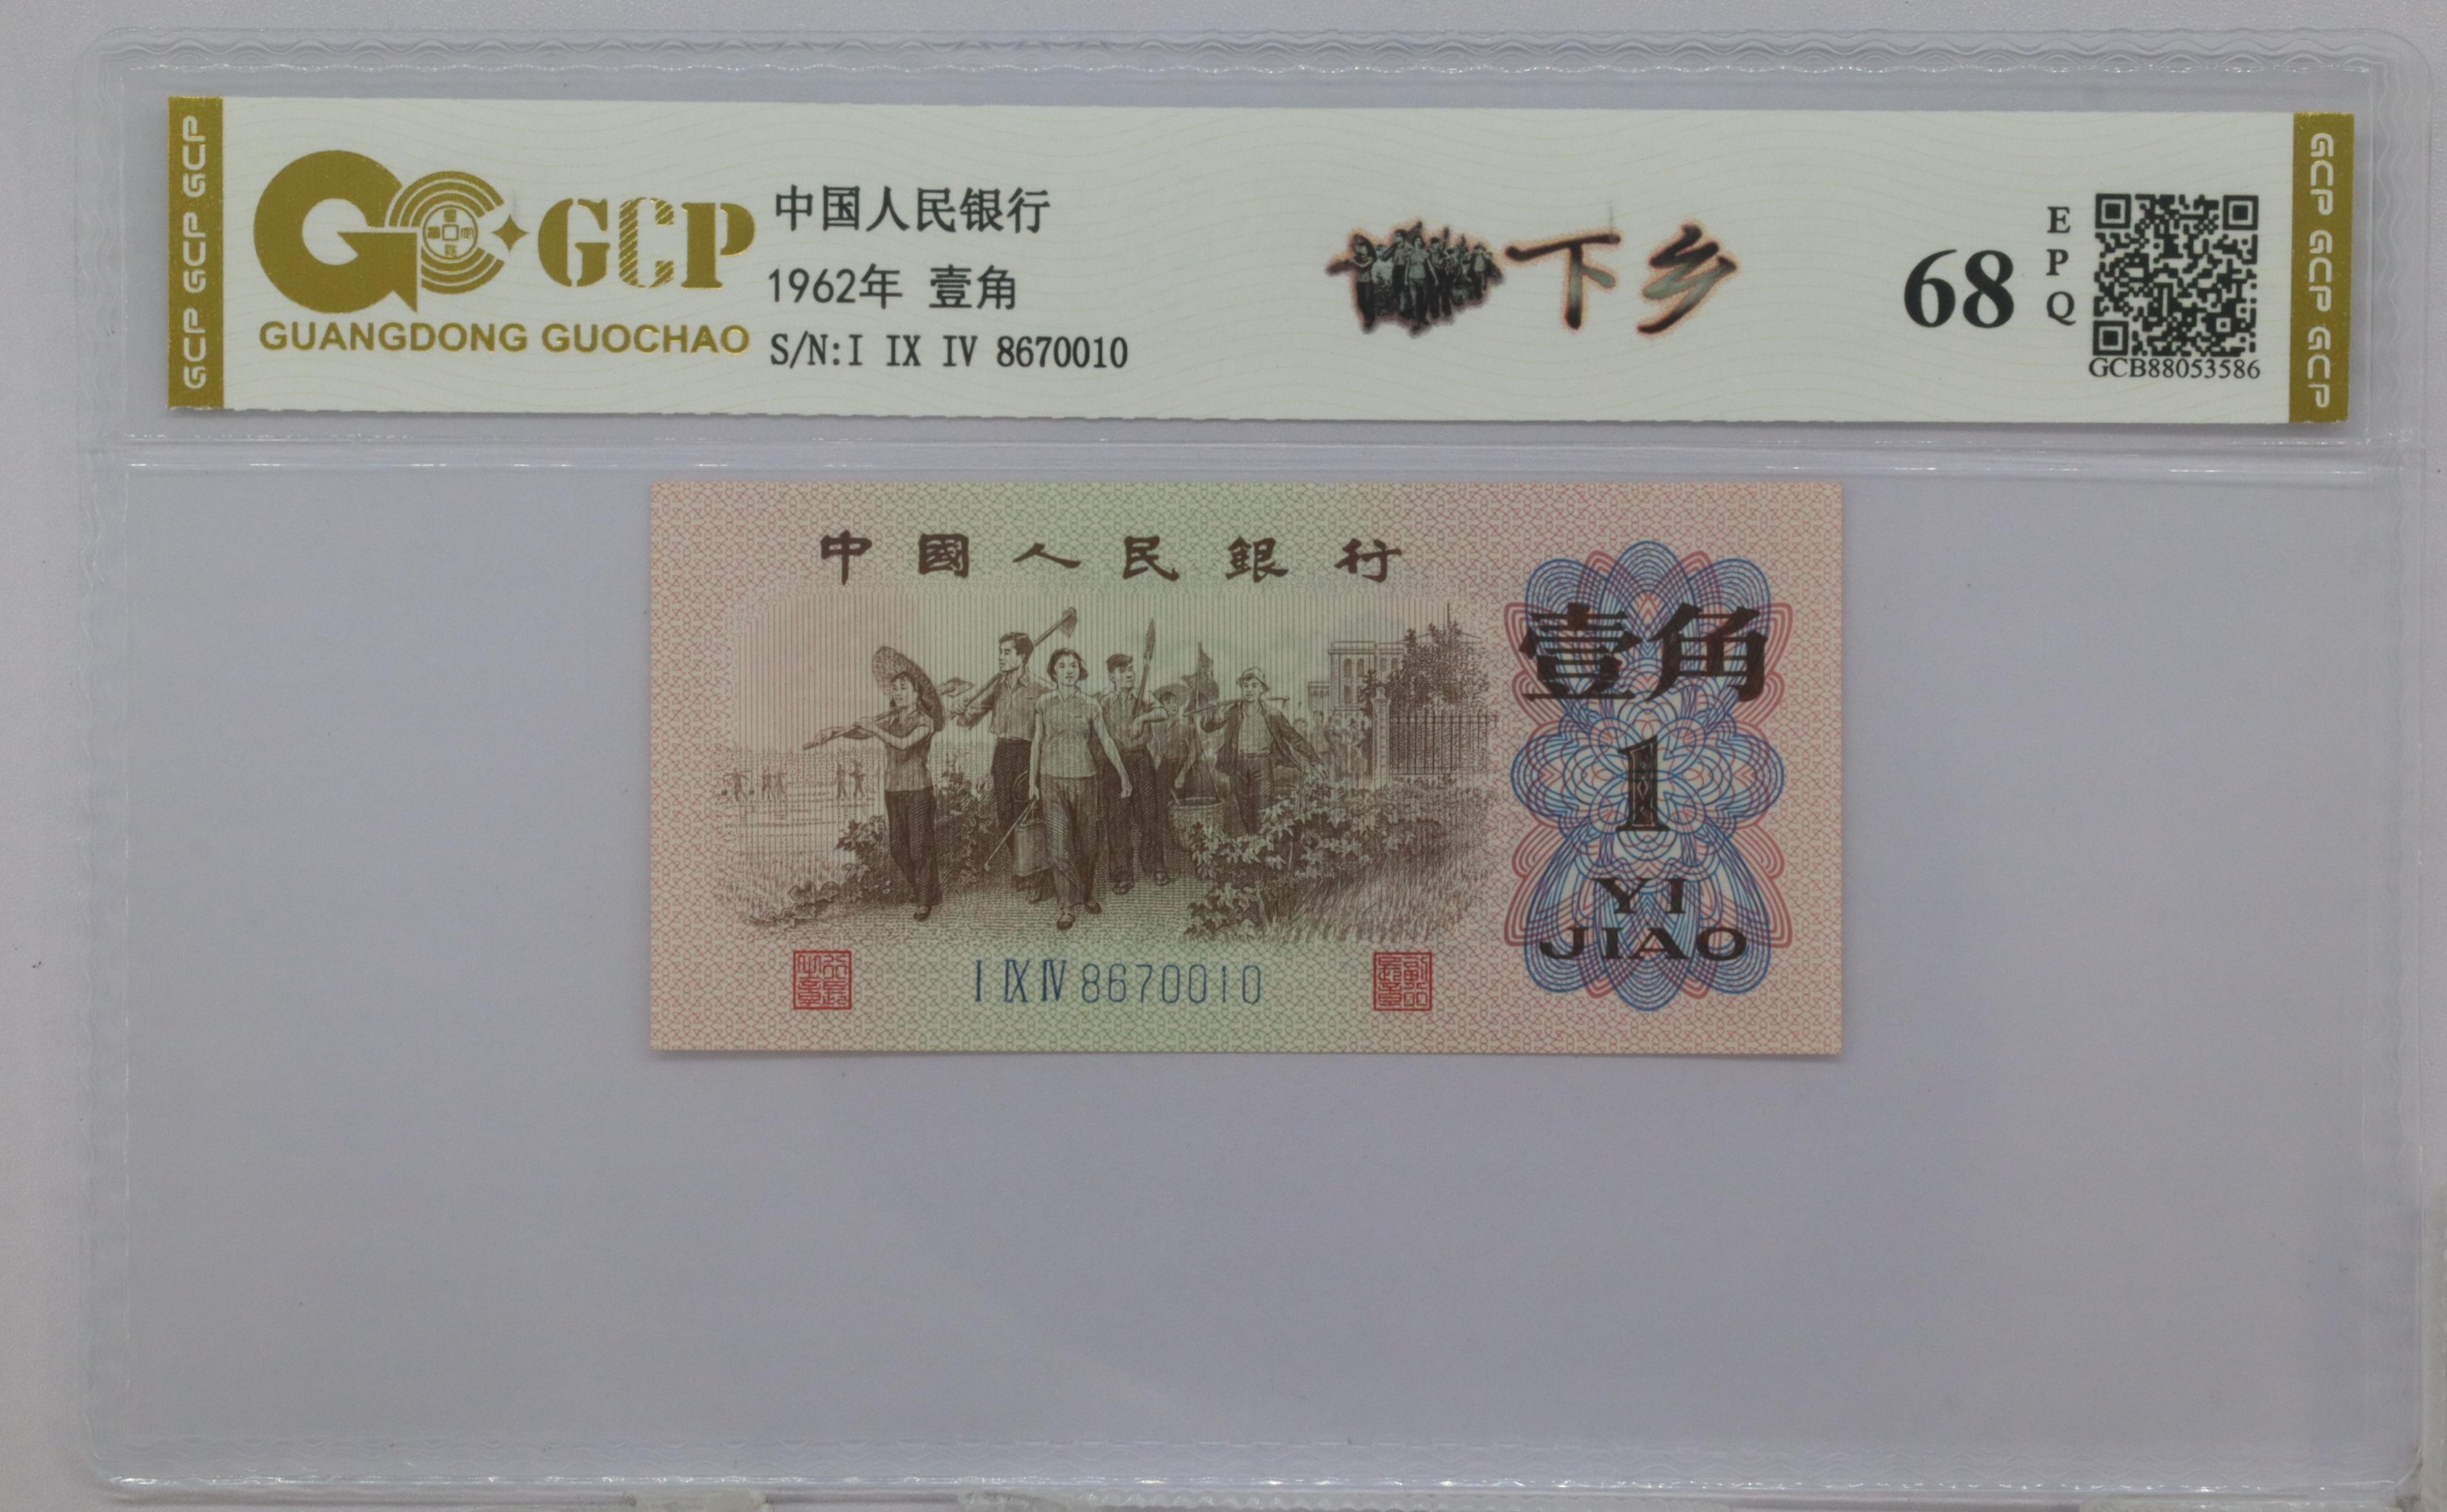 GCP GCP GCP
GCP
GUANGDONG GUOCHAO
中国人民银行
1962年 壹角
S/N:I IX IV 8670010
下乡
68
EPQ
GCB88053586
GCP GCP GCP
中國人民銀行
壹角
1
YI
JIAO
I IX IV 8670010